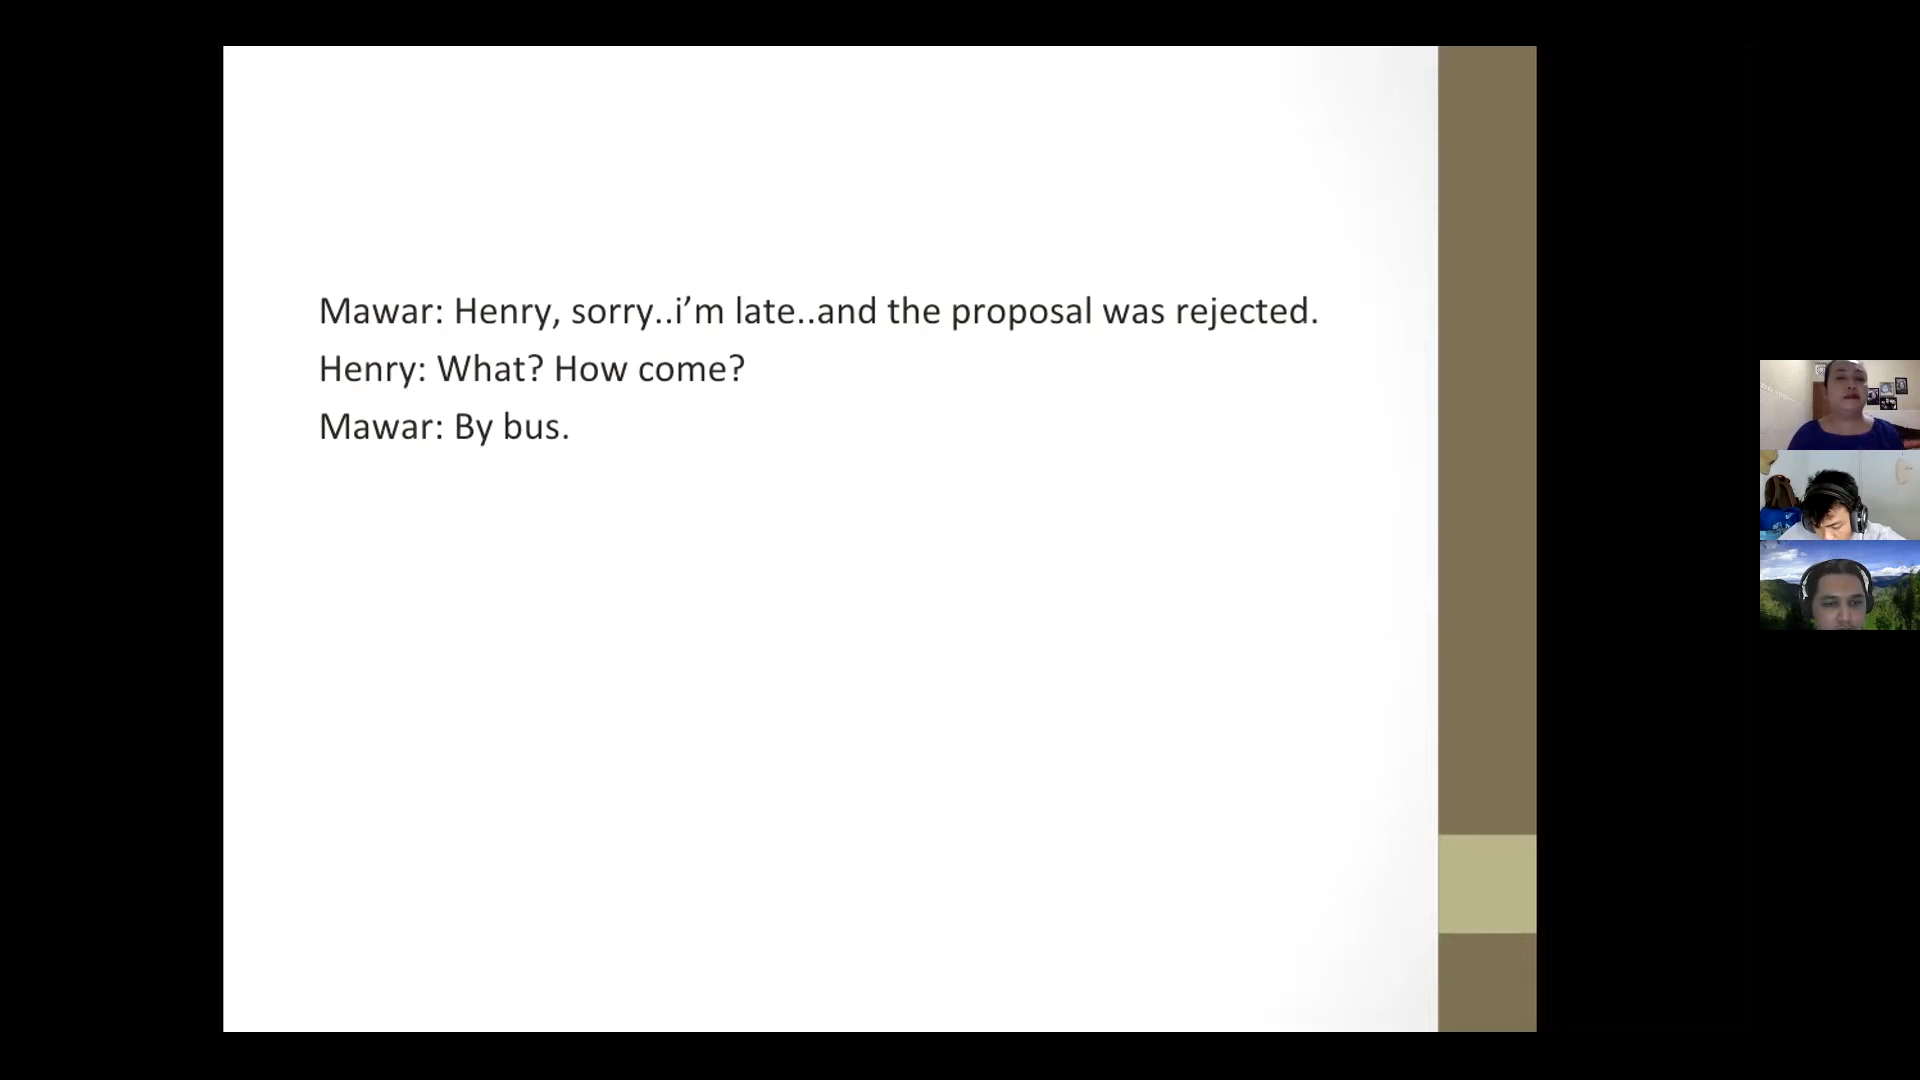 Mawar: Henry, sorry..i’m late..and the proposal was rejected.
Henry: What? How come?
Mawar: By bus.